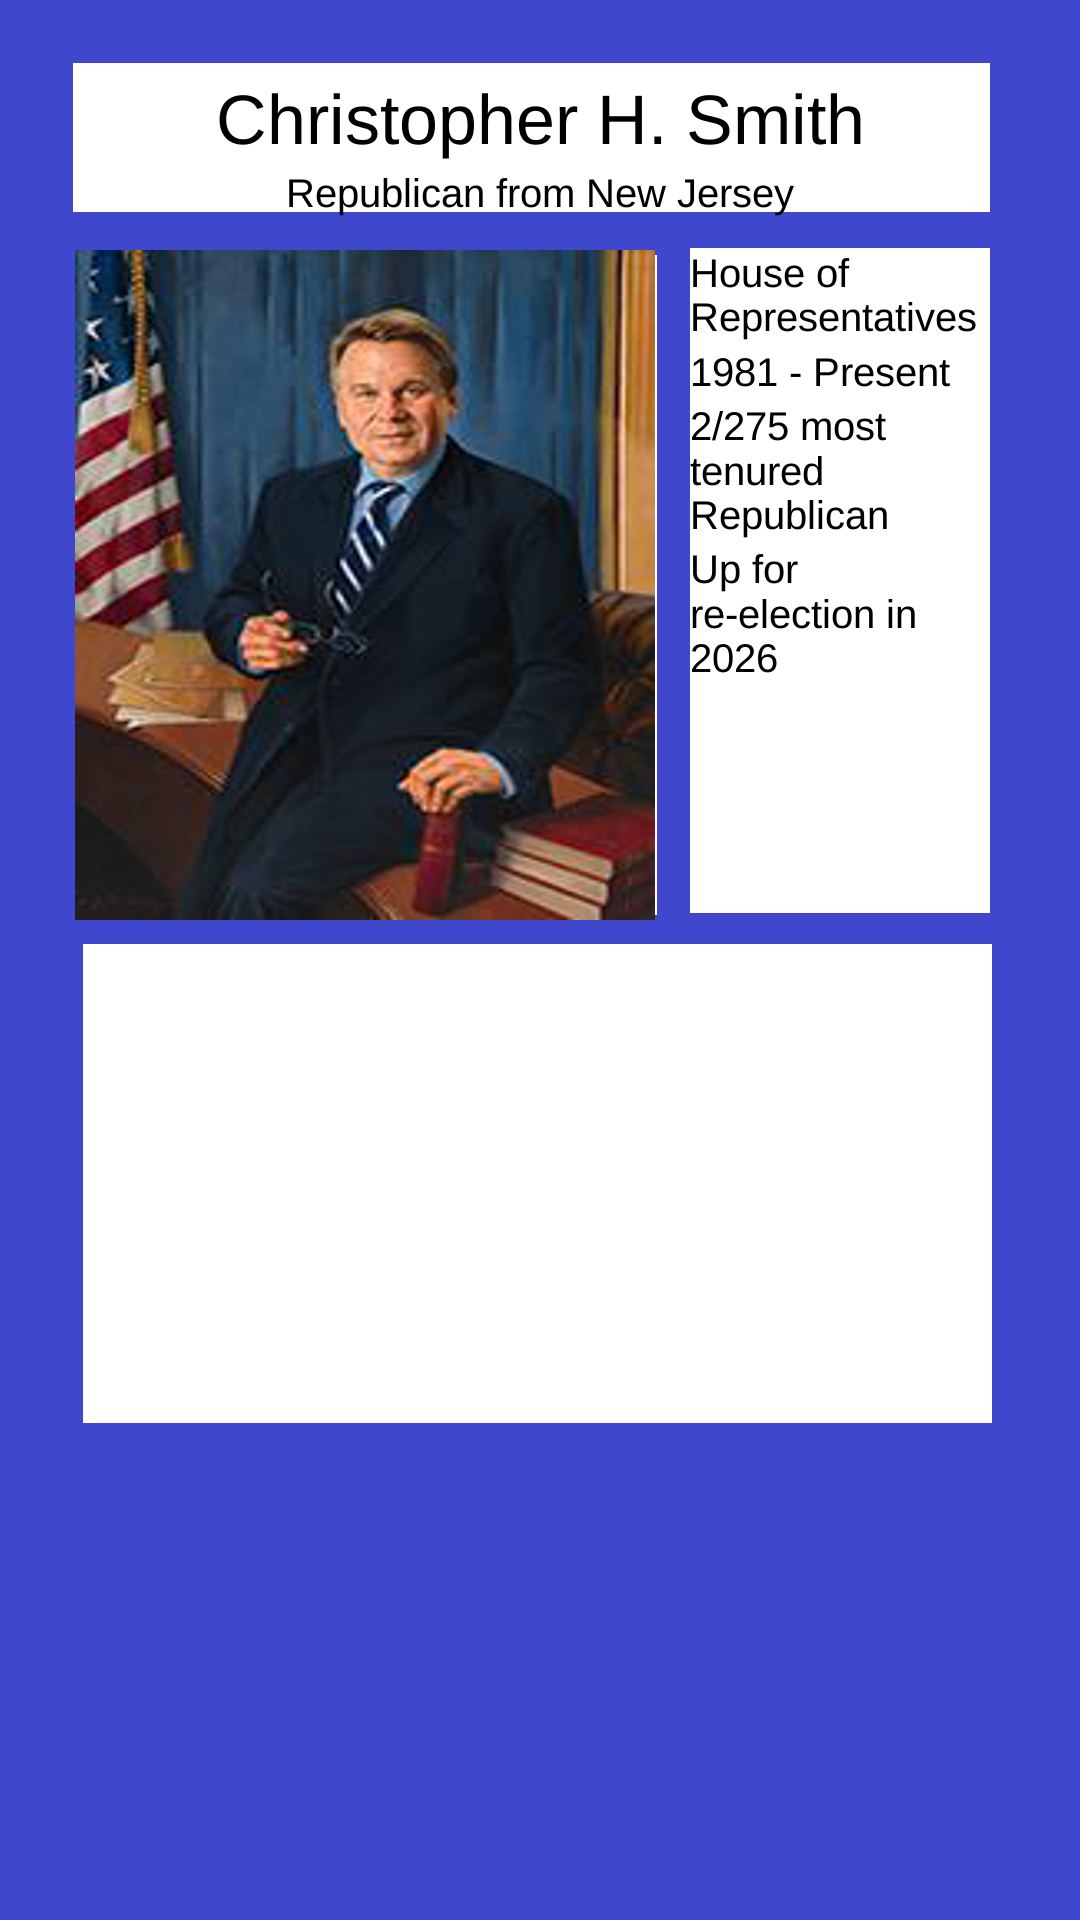 Christopher H. Smith
Republican from New Jersey
House of
Representatives
1981 - Present
2/275 most
tenured
Republican
Up for
re-election in
2026